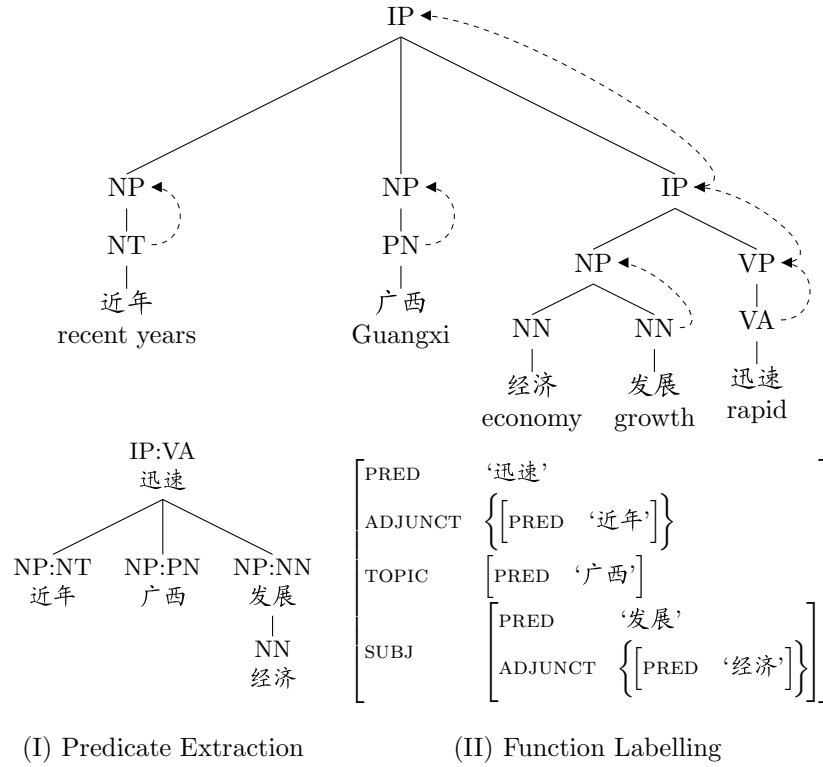 IP
NP NP IP
NT PN NP VP
近年 广西 NN NN VA
recent years Guangxi 经济 发展 迅速
economy growth rapid
IP:VA
迅速
NP:NT NP:PN NP:NN
近年 广西 发展
NN
经济
PRED ‘迅速’
ADJUNCT {[PRED ‘近年’]}
TOPIC [PRED ‘广西’]
SUBJ [PRED ‘发展’
ADJUNCT {[PRED ‘经济’]}]
(I) Predicate Extraction
(II) Function Labelling